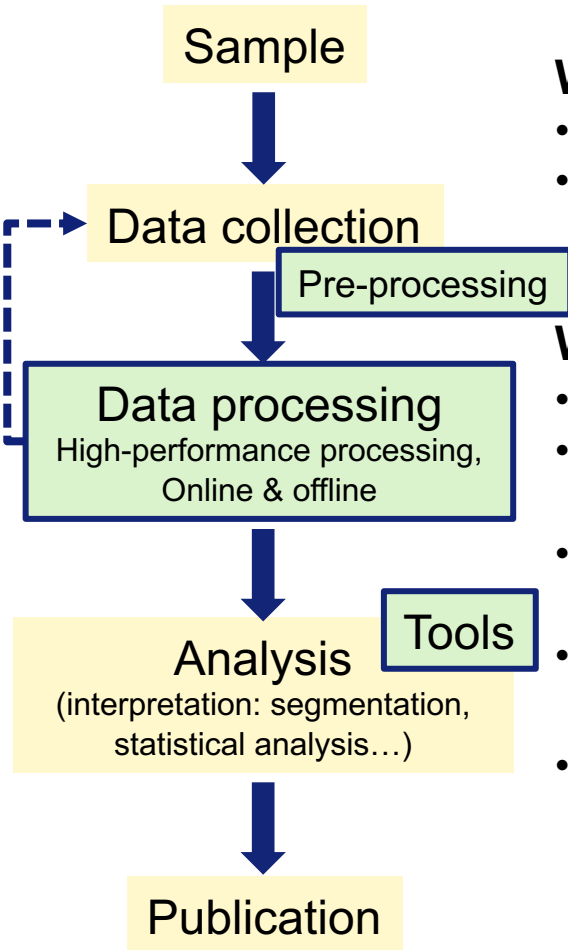 Sample
Data collection
Pre-processing
Data processing
High-performance processing,
Online & offline
Tools
Analysis
(interpretation: segmentation,
statistical analysis…)
Publication